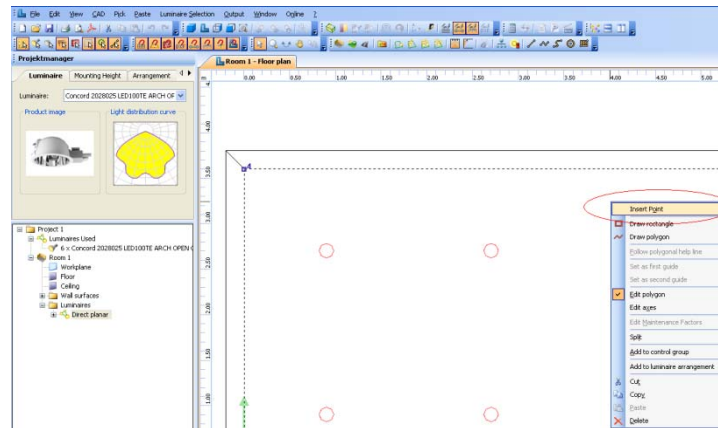 File Edit View CAD Pick Paste Luminaire Selection Output Window Online ?
Projektmanager
Luminaire Mounting Height Arrangement
Luminaire: Concord 2028025 LED100TE ARCH OF
Product image Light distribution curve
Project 1
Luminaires Used
6 x Concord 2028025 LED100TE ARCH OPEN
Room 1
Workplane
Floor
Ceiling
Wall surfaces
Luminaires
Direct planar
Room 1 - Floor plan
m 0.00 0.50 1.00 1.50 2.00 2.50 3.00 3.50 4.00 4.50 5.00
4.00
3.50
3.00
2.50
2.00
1.50
1.00
Insert Point
Draw rectangle
Draw polygon
Follow polygonal help line
Set as first guide
Set as second guide
Edit polygon
Edit axes
Edit Maintenance Factors
Split
Add to control group
Add to luminaire arrangement
Cut
Copy
Paste
Delete